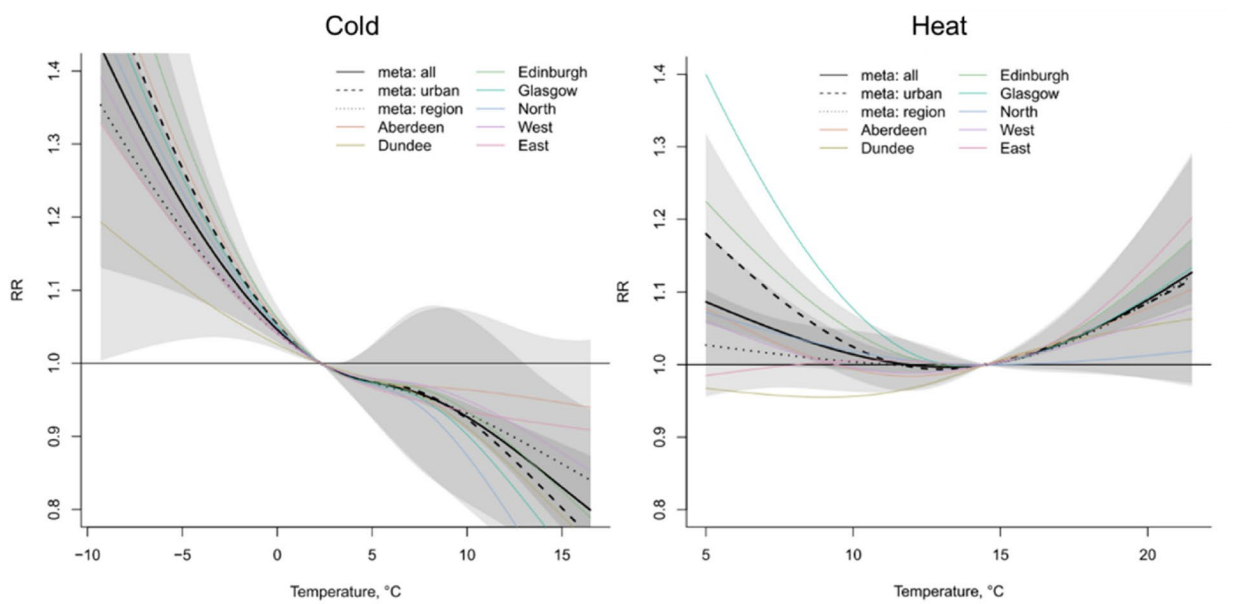 Cold
RR
1.4
1.3
1.2
1.1
1.0
0.9
0.8
meta: all
meta: urban
meta: region
Aberdeen
Dundee
Edinburgh
Glasgow
North
West
East
−10 −5 0 5 10 15
Temperature, °C
Heat
RR
1.4
1.3
1.2
1.1
1.0
0.9
0.8
meta: all
meta: urban
meta: region
Aberdeen
Dundee
Edinburgh
Glasgow
North
West
East
5 10 15 20
Temperature, °C